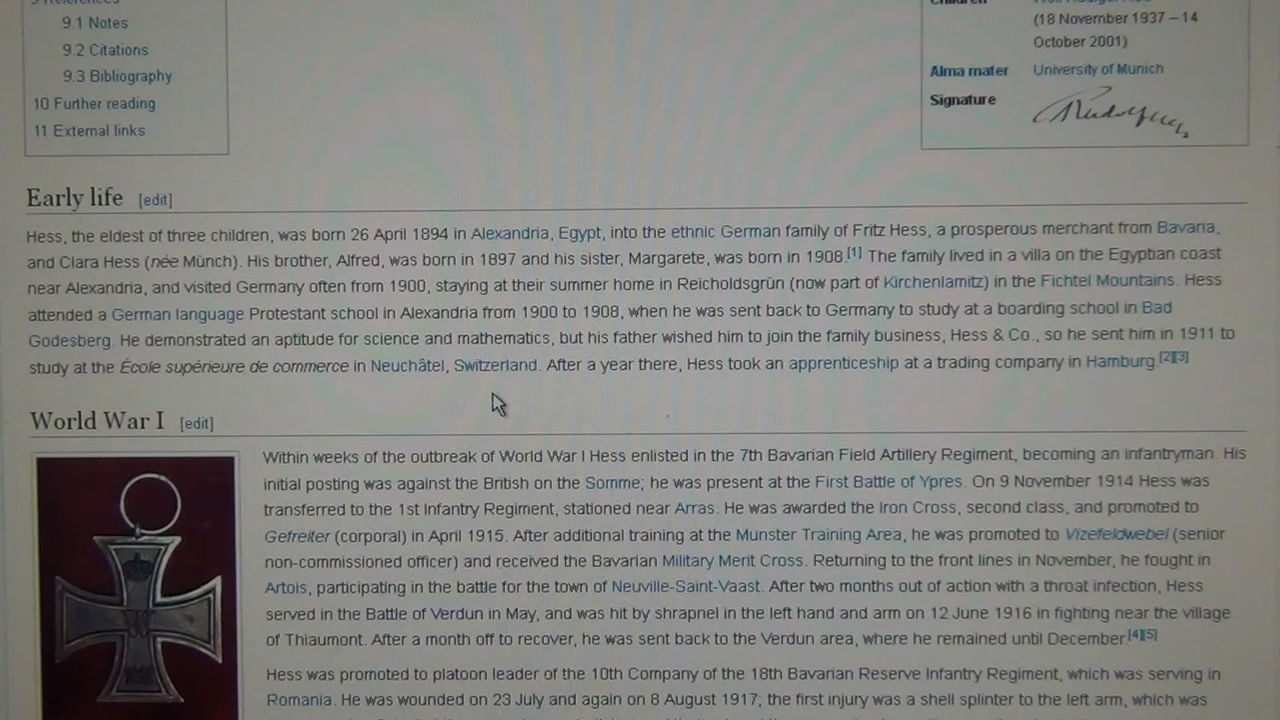 9.1 Notes
9.2 Citations
9.3 Bibliography
10 Further reading
11 External links
(18 November 1937 – 14
October 2001)
Alma mater University of Munich
Signature
Early life [edit]
Hess, the eldest of three children, was born 26 April 1894 in Alexandria, Egypt, into the ethnic German family of Fritz Hess, a prosperous merchant from Bavaria,
and Clara Hess (née Münch). His brother, Alfred, was born in 1897 and his sister, Margarete, was born in 1908.[1] The family lived in a villa on the Egyptian coast
near Alexandria, and visited Germany often from 1900, staying at their summer home in Reicholdsgrün (now part of Kirchenlamitz) in the Fichtel Mountains. Hess
attended a German language Protestant school in Alexandria from 1900 to 1908, when he was sent back to Germany to study at a boarding school in Bad
Godesberg. He demonstrated an aptitude for science and mathematics, but his father wished him to join the family business, Hess & Co., so he sent him in 1911 to
study at the École supérieure de commerce in Neuchâtel, Switzerland. After a year there, Hess took an apprenticeship at a trading company in Hamburg.[2][3]
World War I [edit]
Within weeks of the outbreak of World War I Hess enlisted in the 7th Bavarian Field Artillery Regiment, becoming an infantryman. His
initial posting was against the British on the Somme; he was present at the First Battle of Ypres. On 9 November 1914 Hess was
transferred to the 1st Infantry Regiment, stationed near Arras. He was awarded the Iron Cross, second class, and promoted to
Gefreiter (corporal) in April 1915. After additional training at the Munster Training Area, he was promoted to Vizefeldwebel (senior
non-commissioned officer) and received the Bavarian Military Merit Cross. Returning to the front lines in November, he fought in
Artois, participating in the battle for the town of Neuville-Saint-Vaast. After two months out of action with a throat infection, Hess
served in the Battle of Verdun in May, and was hit by shrapnel in the left hand and arm on 12 June 1916 in fighting near the village
of Thiaumont. After a month off to recover, he was sent back to the Verdun area, where he remained until December.[4][5]
Hess was promoted to platoon leader of the 10th Company of the 18th Bavarian Reserve Infantry Regiment, which was serving in
Romania. He was wounded on 23 July and again on 8 August 1917; the first injury was a shell splinter to the left arm, which was